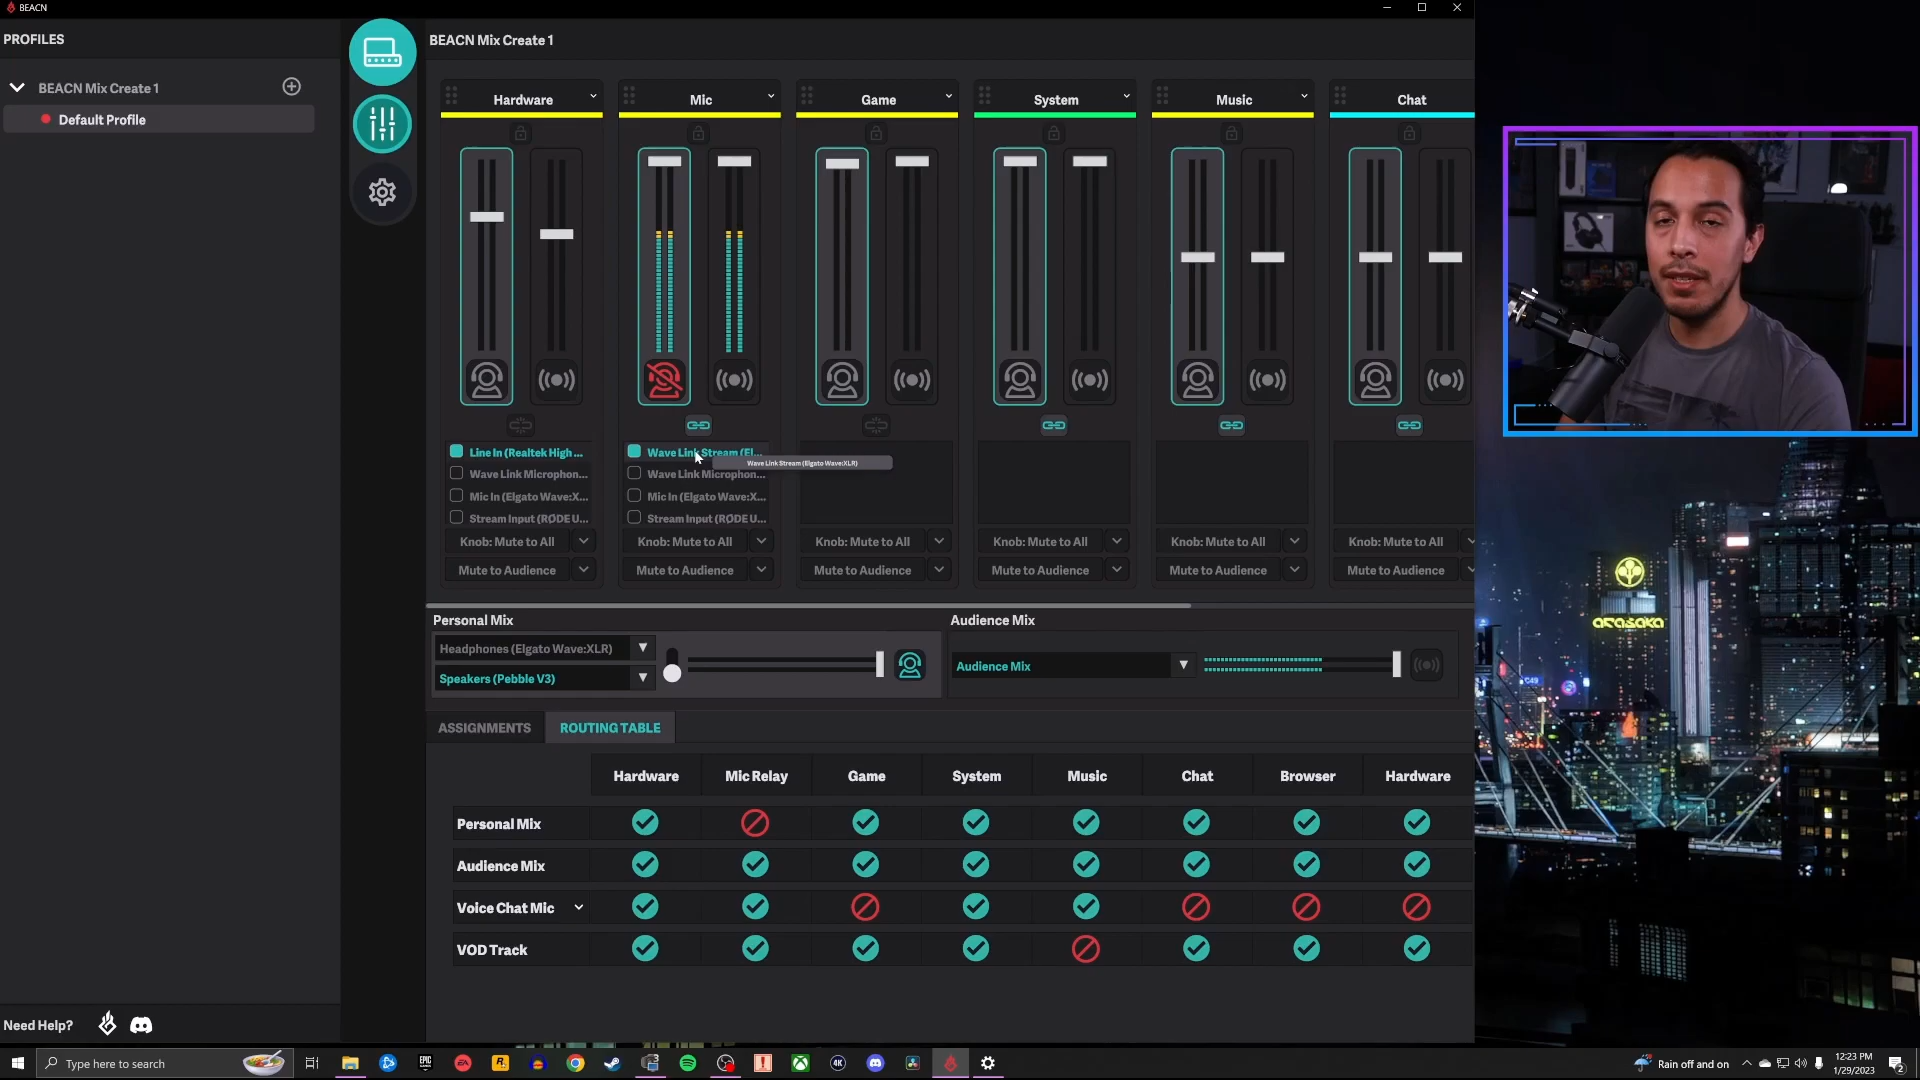 BEACN
PROFILES
BEACN Mix Create 1
Default Profile
BEACN Mix Create 1
Hardware
Mic
Game
System
Music
Chat
Line In (Realtek High ...
Wave Link Microphon...
Mic In (Elgato Wave:X...
Stream Input (RØDE U...
Wave Link Stream (El...
Wave Link Stream (Elgato Wave:XLR)
Wave Link Microphon...
Mic In (Elgato Wave:X...
Stream Input (RØDE U...
Knob: Mute to All
Knob: Mute to All
Knob: Mute to All
Knob: Mute to All
Knob: Mute to All
Knob: Mute to All
Mute to Audience
Mute to Audience
Mute to Audience
Mute to Audience
Mute to Audience
Mute to Audience
Personal Mix
Headphones (Elgato Wave:XLR)
Speakers (Pebble V3)
Audience Mix
Audience Mix
ASSIGNMENTS
ROUTING TABLE
Hardware
Mic Relay
Game
System
Music
Chat
Browser
Hardware
Personal Mix
Audience Mix
Voice Chat Mic
VOD Track
Need Help?
arasaka
Type here to search
EPIC
EA
R
4K
Rain off and on
12:23 PM
1/29/2023
2